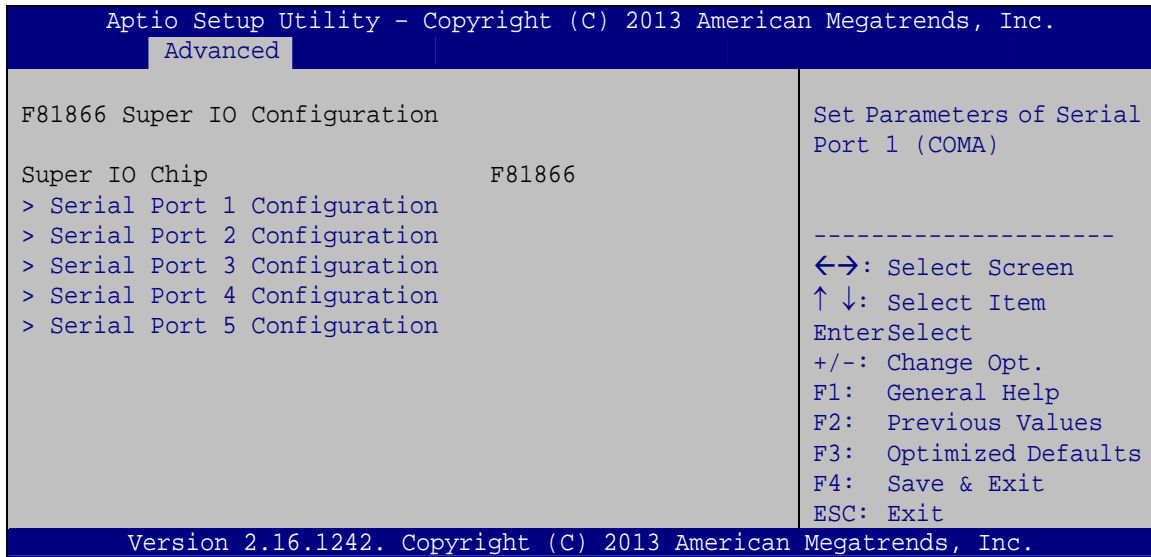 Aptio Setup Utility – Copyright (C) 2013 American Megatrends, Inc.
Advanced
F81866 Super IO Configuration
Super IO Chip F81866
> Serial Port 1 Configuration
> Serial Port 2 Configuration
> Serial Port 3 Configuration
> Serial Port 4 Configuration
> Serial Port 5 Configuration
Set Parameters of Serial
Port 1 (COMA)
---------------------
←→: Select Screen
↑ ↓: Select Item
EnterSelect
+/-: Change Opt.
F1: General Help
F2: Previous Values
F3: Optimized Defaults
F4: Save & Exit
ESC: Exit
Version 2.16.1242. Copyright (C) 2013 American Megatrends, Inc.